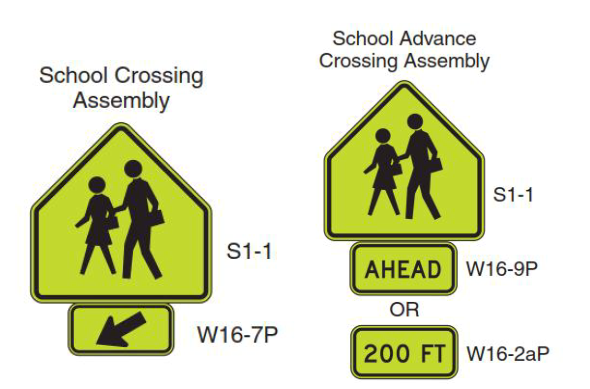 School Crossing
Assembly
S1-1
W16-7P
School Advance
Crossing Assembly
S1-1
AHEAD
W16-9P
OR
200 FT
W16-2aP